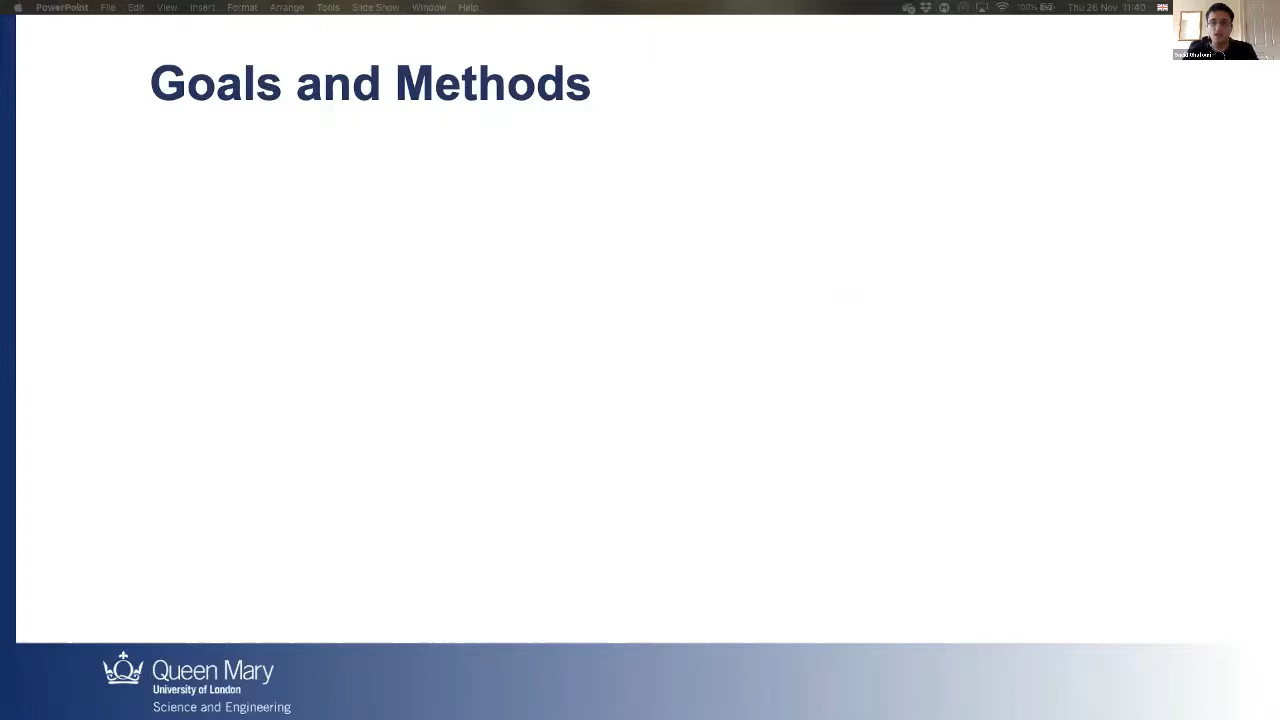 PowerPoint File Edit View Insert Format Arrange Tools Slide Show Window Help 100% Thu 26 Nov 11:40
Goals and Methods
Queen Mary
University of London
Science and Engineering